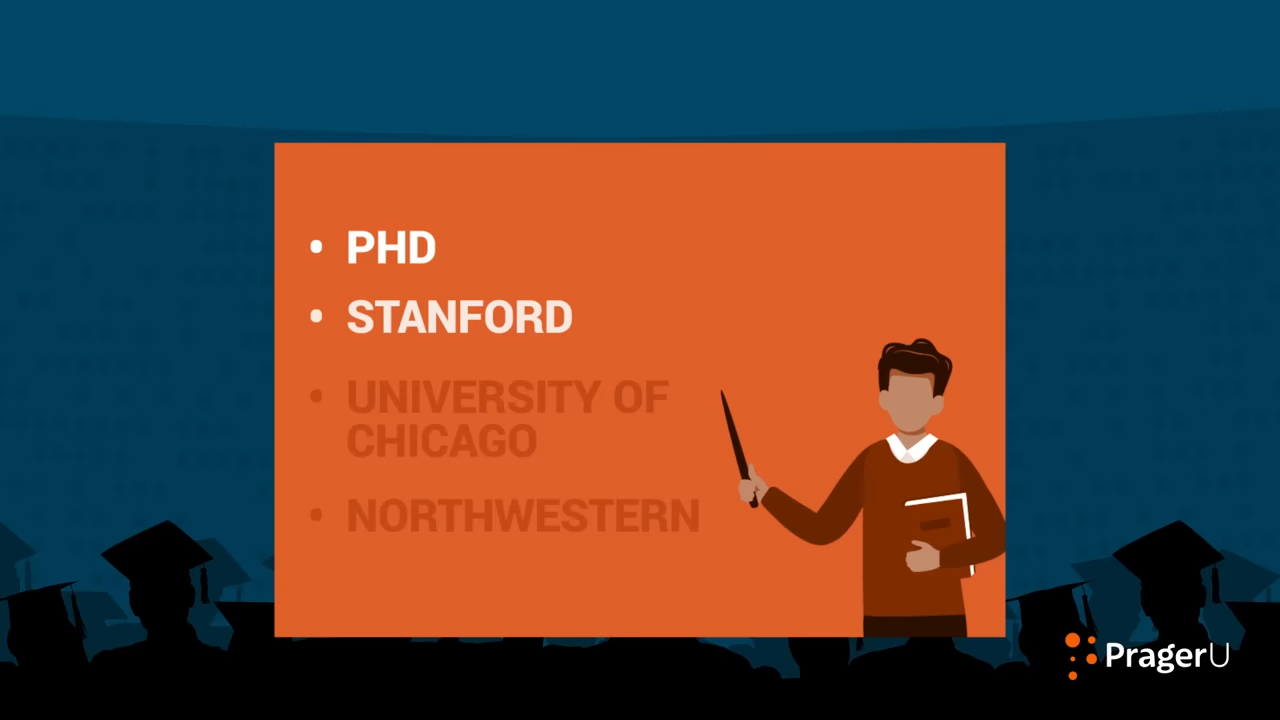 • PHD
• STANFORD
• UNIVERSITY OF
CHICAGO
• NORTHWESTERN
PragerU